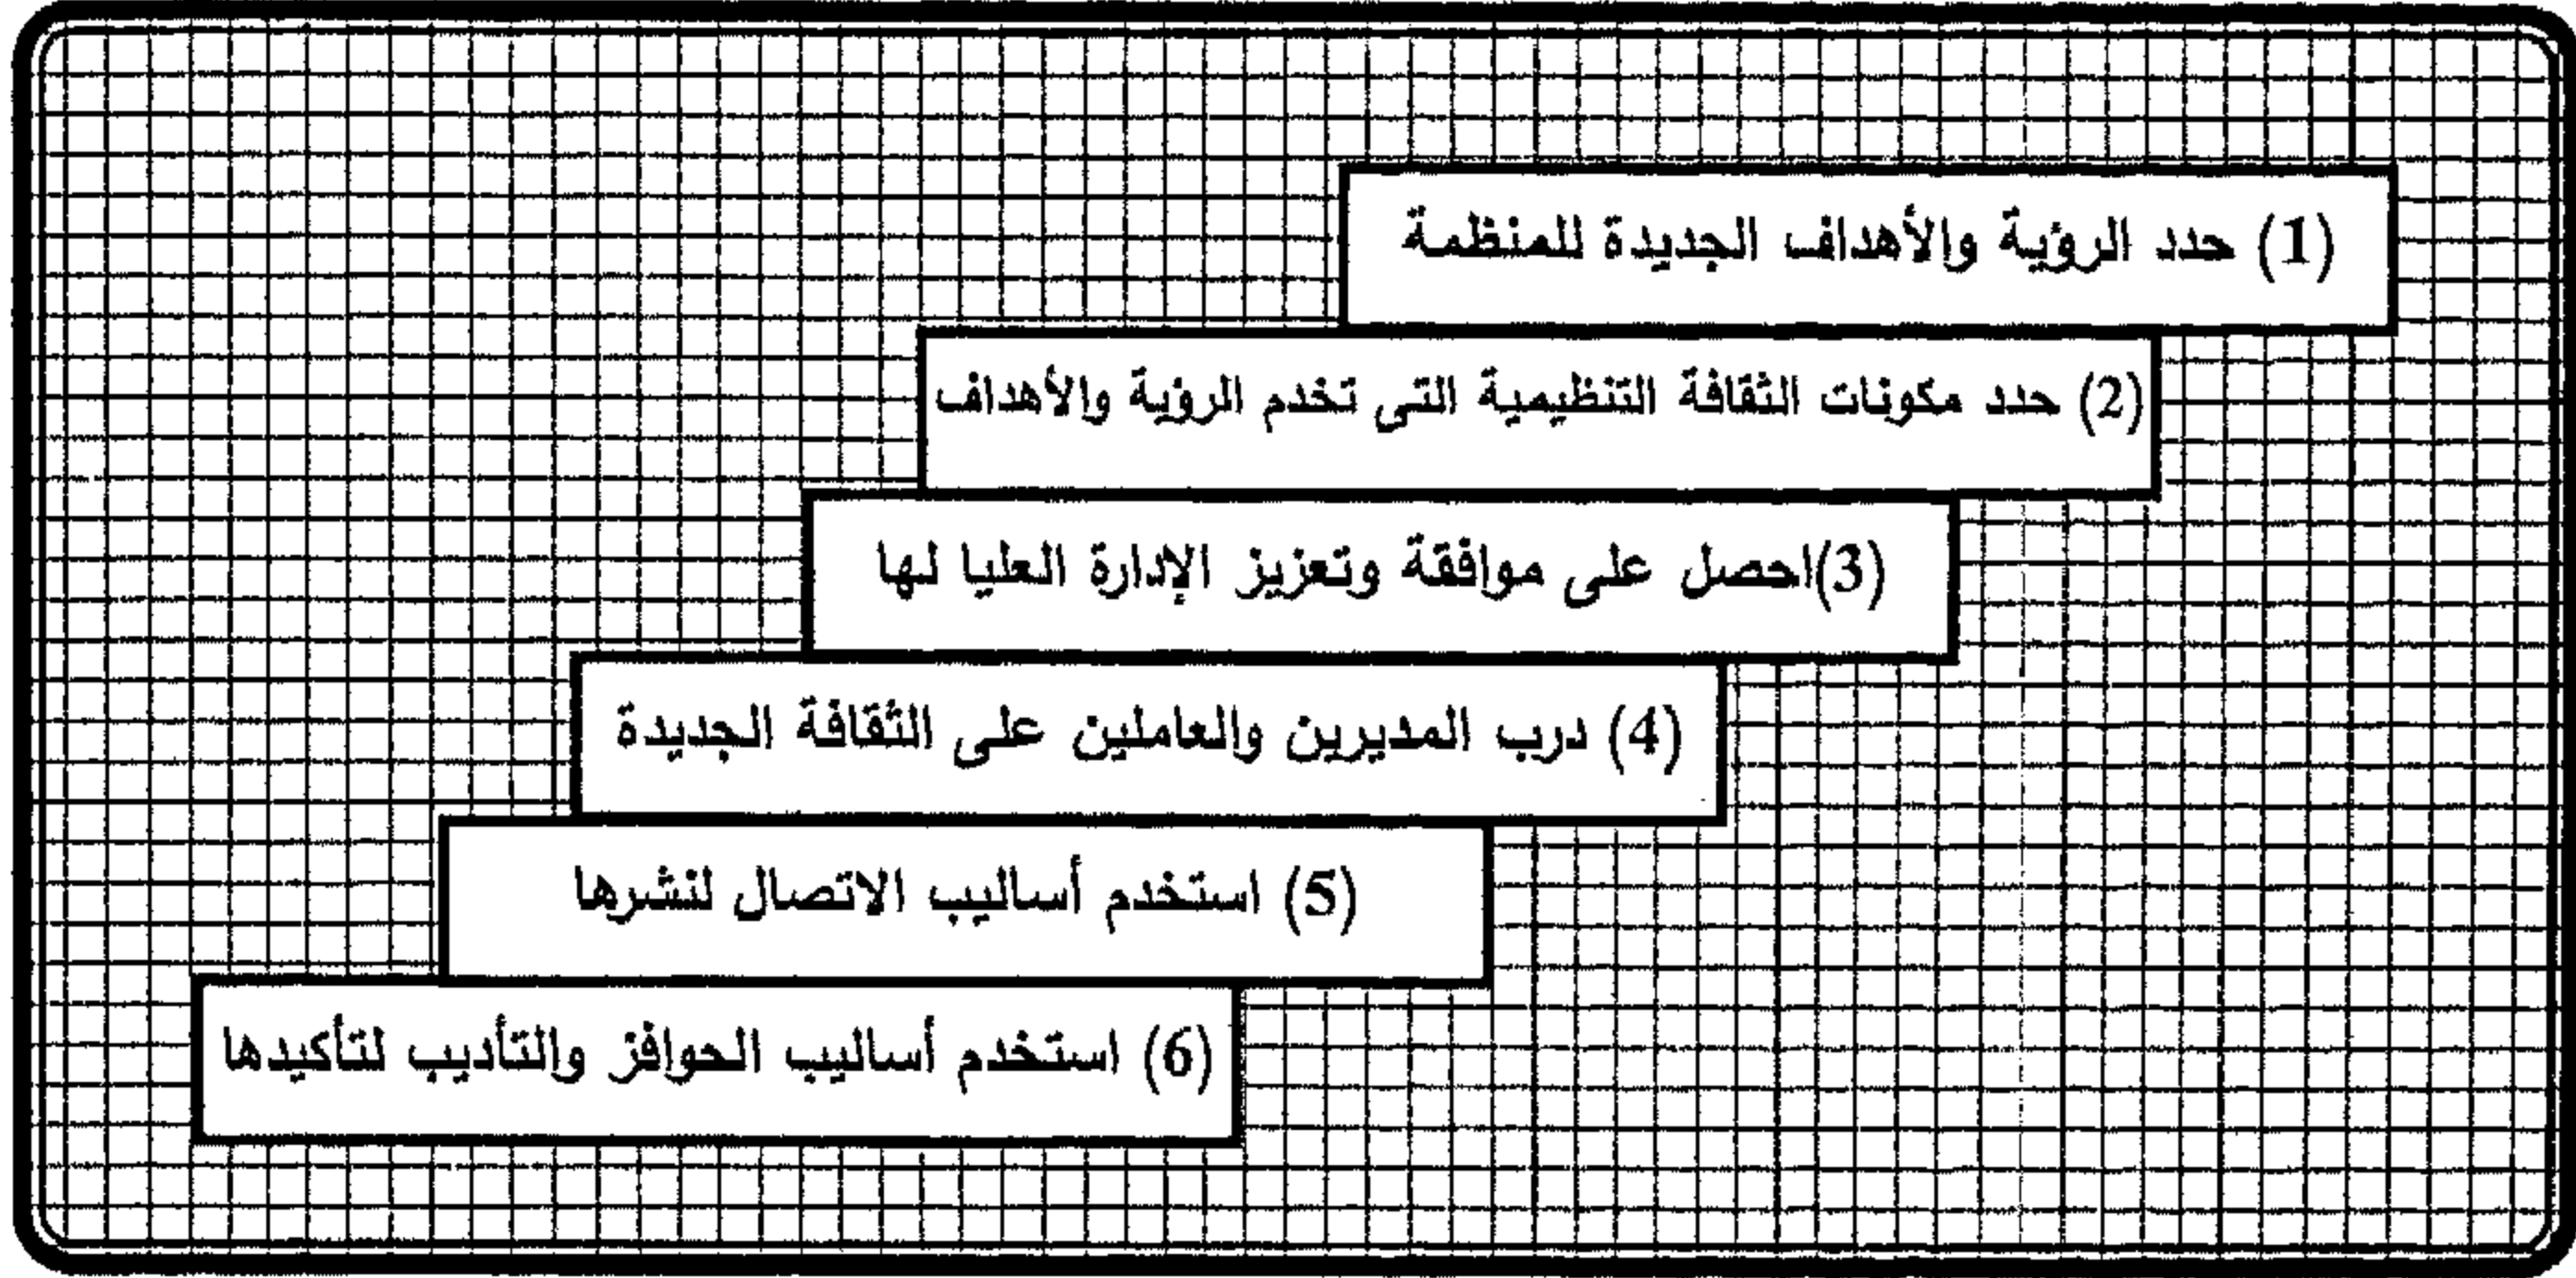 (1) حدد الرؤية والأهداف الجديدة للمنظمة
(2) حدد مكونات الثقافة التنظيمية التى تخدم الرؤية والأهداف
(3)احصل على موافقة وتعزيز الإدارة العليا لها
(4) درب المديرين والعاملين على الثقافة الجديدة
(5) استخدم أساليب الاتصال لنشرها
(6) استخدم أساليب الحوافز والتأديب لتأكيدها